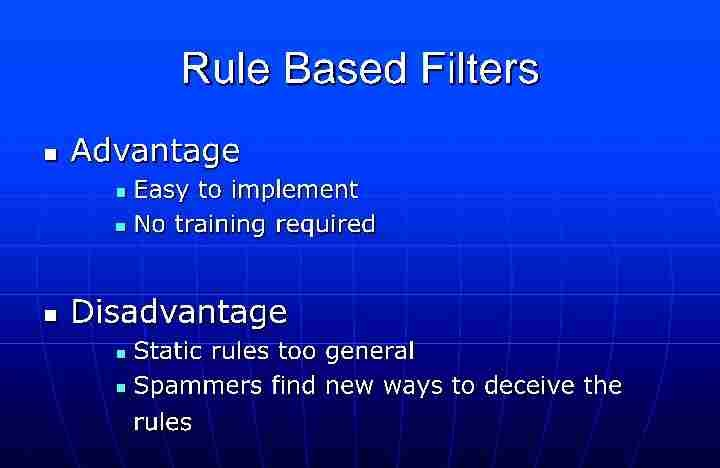 Rule Based Filters
Advantage
Easy to implement
No training required
Disadvantage
Static rules too general
Spammers find new ways to deceive the
rules